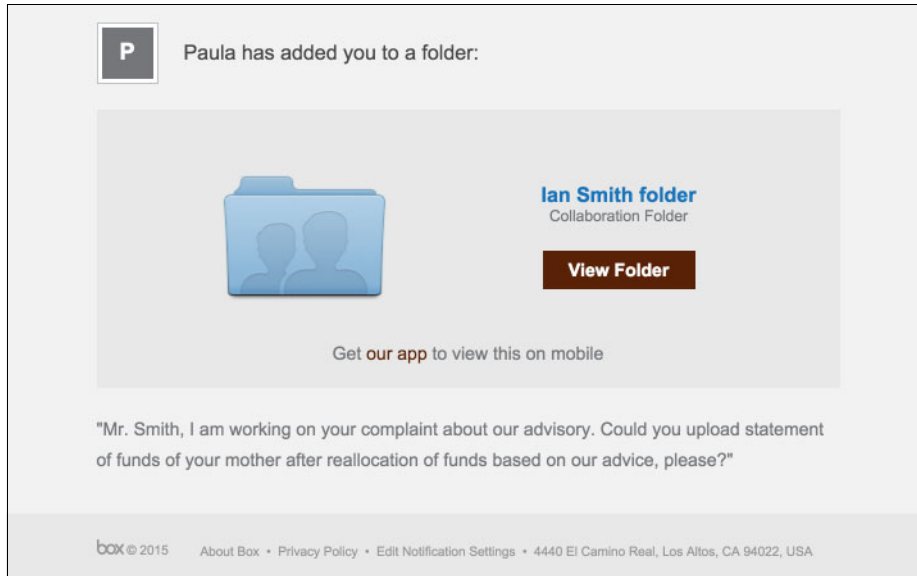 P
Paula has added you to a folder:
Ian Smith folder
Collaboration Folder
View Folder
Get our app to view this on mobile
"Mr. Smith, I am working on your complaint about our advisory. Could you upload statement
of funds of your mother after reallocation of funds based on our advice, please?"
box © 2015 About Box • Privacy Policy • Edit Notification Settings • 4440 El Camino Real, Los Altos, CA 94022, USA